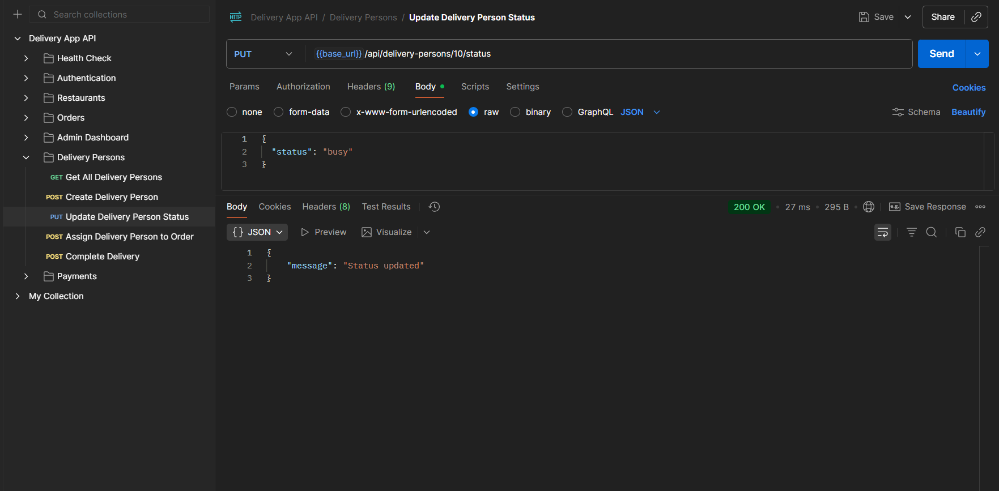 Search collections
Delivery App API
Health Check
Authentication
Restaurants
Orders
Admin Dashboard
Delivery Persons
GET Get All Delivery Persons
POST Create Delivery Person
PUT Update Delivery Person Status
POST Assign Delivery Person to Order
POST Complete Delivery
Payments
My Collection
HTTP Delivery App API / Delivery Persons / Update Delivery Person Status
Save Share
PUT {{base_url}}/api/delivery-persons/10/status Send
Params Authorization Headers (9) Body Scripts Settings Cookies
none form-data x-www-form-urlencoded raw binary GraphQL JSON Schema Beautify
1 {
2 "status": "busy"
3 }
Body Cookies Headers (8) Test Results 200 OK • 27 ms • 295 B • e.g. Save Response
{} JSON Preview Visualize
1 {
2 "message": "Status updated"
3 }